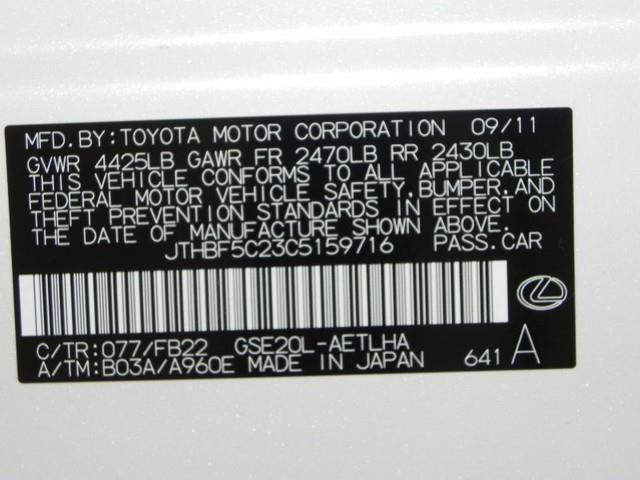 MFD.BY:TOYOTA MOTOR CORPORATION 09/11
GVWR 4425LB GAWR FR 2470LB RR 2430LB
THIS VEHICLE CONFORMS TO ALL APPLICABLE
FEDERAL MOTOR VEHICLE SAFETY,BUMPER,AND
THEFT PREVENTION STANDARDS IN EFFECT ON
THE DATE OF MANUFACTURE SHOWN ABOVE.
JTHBF5C23C5159716 PASS.CAR
C/TR:077/FB22 GSE20L-AETLHA
A/TM:B03A/A960E MADE IN JAPAN 641 A